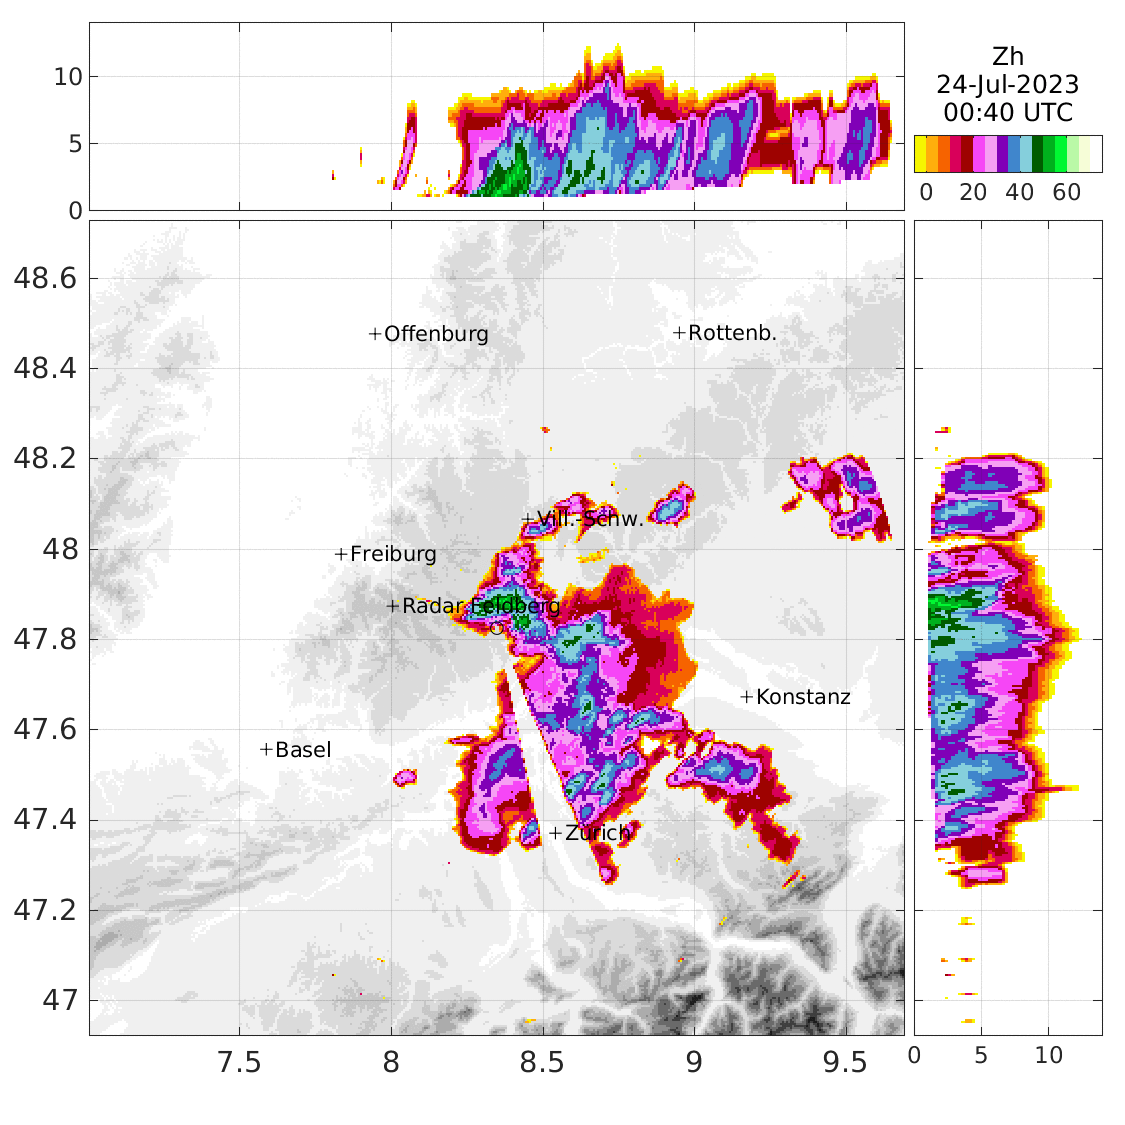 10
5
0
Zh
24-Jul-2023
00:40 UTC
0 20 40 60
48.6
48.4
48.2
48
47.8
47.6
47.4
47.2
47
+Offenburg +Rottenb.
+Vill.-Schw.
+Freiburg
+Radar Feldberg
+Konstanz
+Basel
+Zürich
7.5 8 8.5 9 9.5
0 5 10